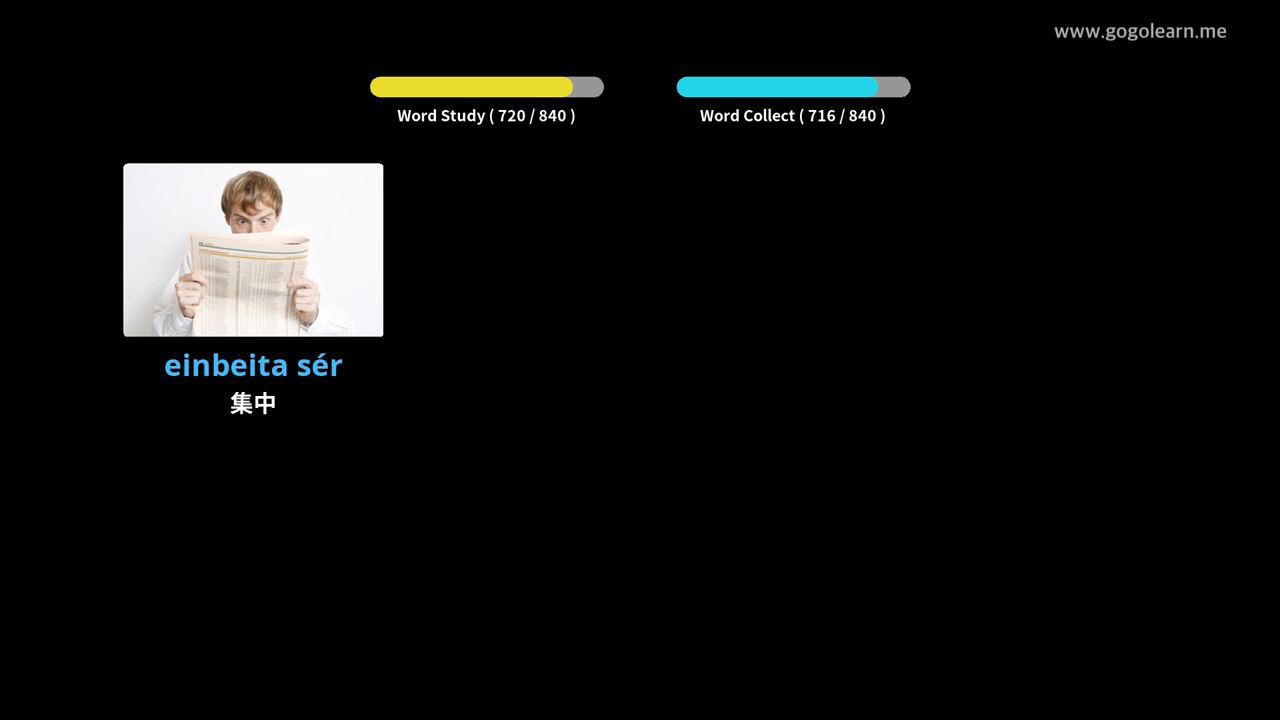 www.gogolearn.me
Word Study ( 720 / 840 )
Word Collect ( 716 / 840 )
einbeita sér
集中